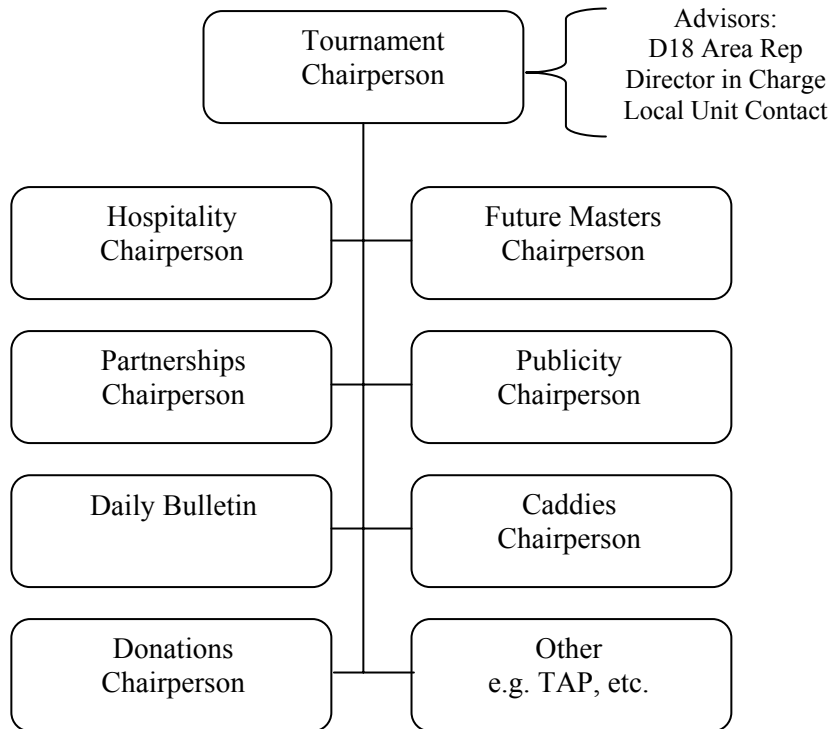 Tournament
Chairperson
Advisors:
D18 Area Rep
Director in Charge
Local Unit Contact
Hospitality
Chairperson
Future Masters
Chairperson
Partnerships
Chairperson
Publicity
Chairperson
Daily Bulletin
Caddies
Chairperson
Donations
Chairperson
Other
e.g. TAP, etc.